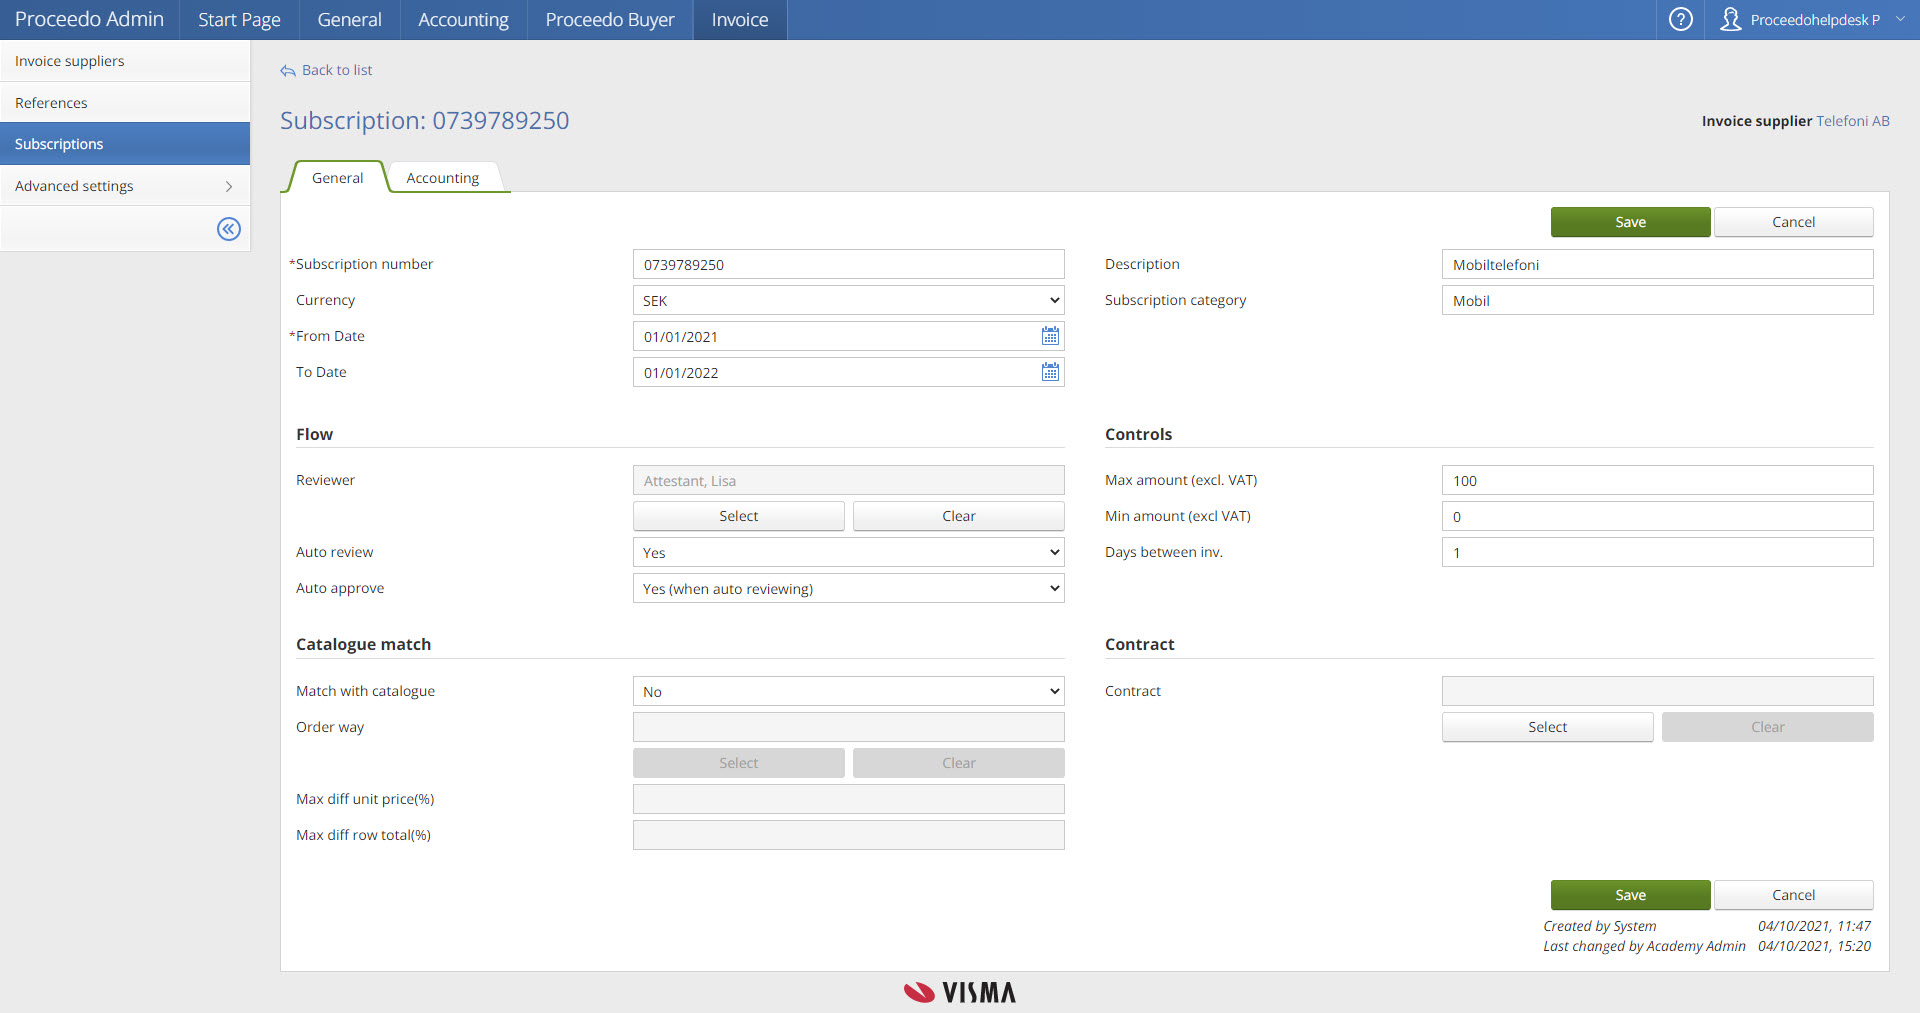 Proceedo Admin Start Page General Accounting Proceedo Buyer Invoice ? Proceedohelpdesk P
Invoice suppliers
References
Subscriptions
Advanced settings
Back to list
Subscription: 0739789250
Invoice supplier Telefoni AB
General Accounting
Save Cancel
*Subscription number 0739789250 Description Mobiltelefoni
Currency SEK Subscription category Mobil
*From Date 01/01/2021
To Date 01/01/2022
Flow Controls
Reviewer Attestant, Lisa Max amount (excl. VAT) 100
Select Clear Min amount (excl VAT) 0
Auto review Yes Days between inv. 1
Auto approve Yes (when auto reviewing)
Catalogue match Contract
Match with catalogue No Contract
Order way Select Clear
Select Clear
Max diff unit price(%)
Max diff row total(%)
Save Cancel
Created by System 04/10/2021, 11:47
Last changed by Academy Admin 04/10/2021, 15:20
VISMA